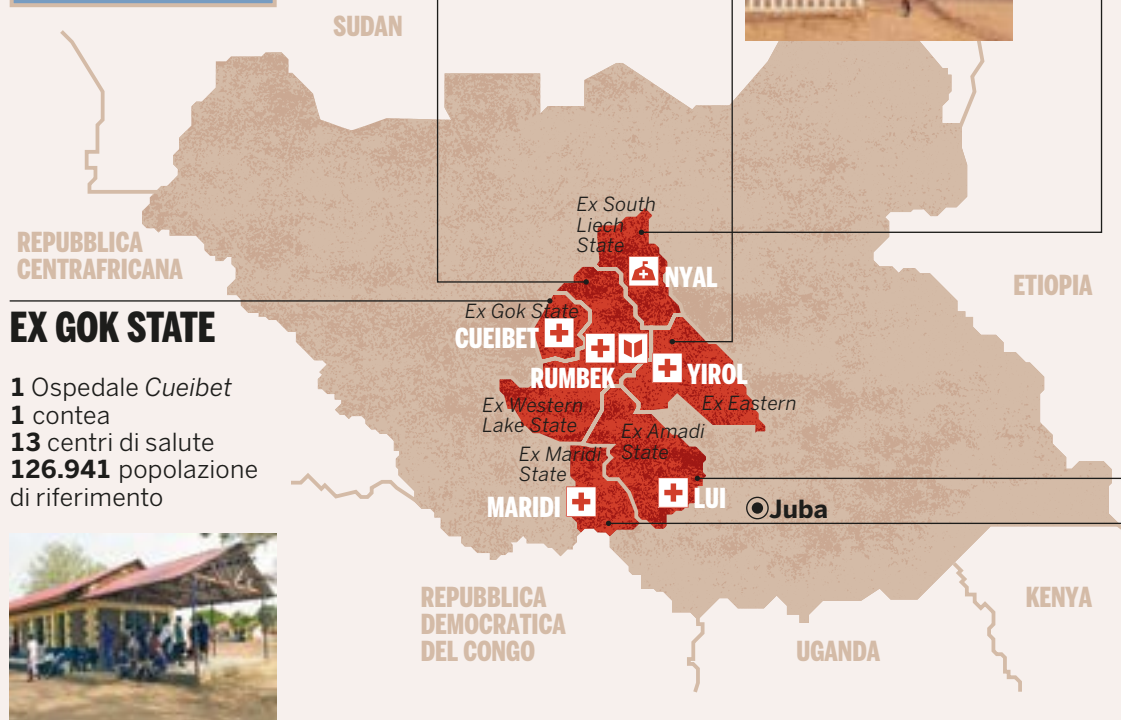 SUDAN
REPUBBLICA
CENTRAFRICANA
ETIOPIA
Ex South
Liech
State
NYAL
Ex Gok State
CUEIBET
RUMBEK
YIROL
Ex Western
Lake State
Ex Eastern
Ex Amadi
State
Ex Maridi
State
MARIDI
LUI
Juba
EX GOK STATE
1 Ospedale Cueibet
1 contea
13 centri di salute
126.941 popolazione
di riferimento
REPUBBLICA
DEMOCRATICA
DEL CONGO
UGANDA
KENYA